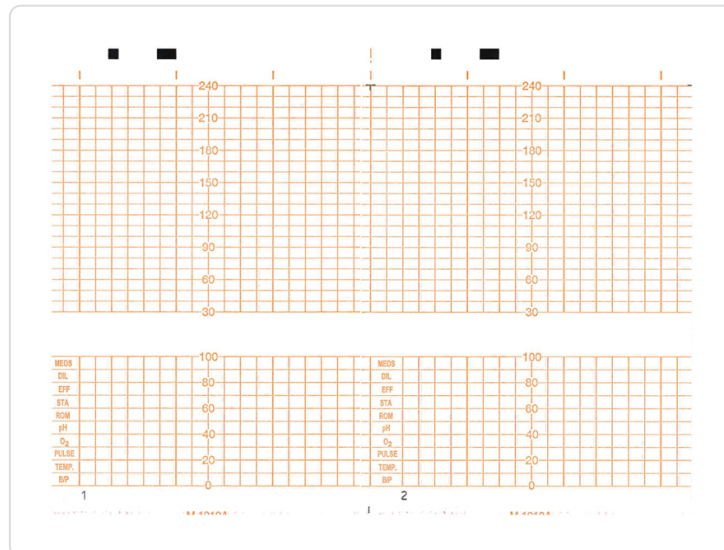 240 240
210 210
180 180
150 150
120 120
90 90
60 60
30 30
MEDS 100 MEDS 100
DIL 80 DIL 80
EFF EFF
STA 60 STA 60
ROM ROM
pH 40 pH 40
O₂ O₂
PULSE 20 PULSE 20
TEMP. TEMP.
B/P 0 B/P 0
1 2